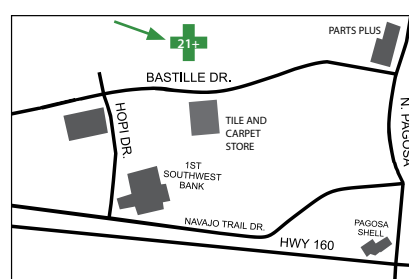 PARTS PLUS
21+
BASTILLE DR.
N. PAGOSA
HOPI DR.
TILE AND
CARPET
STORE
1ST
SOUTHWEST
BANK
NAVAJO TRAIL DR.
PAGOSA
SHELL
HWY 160